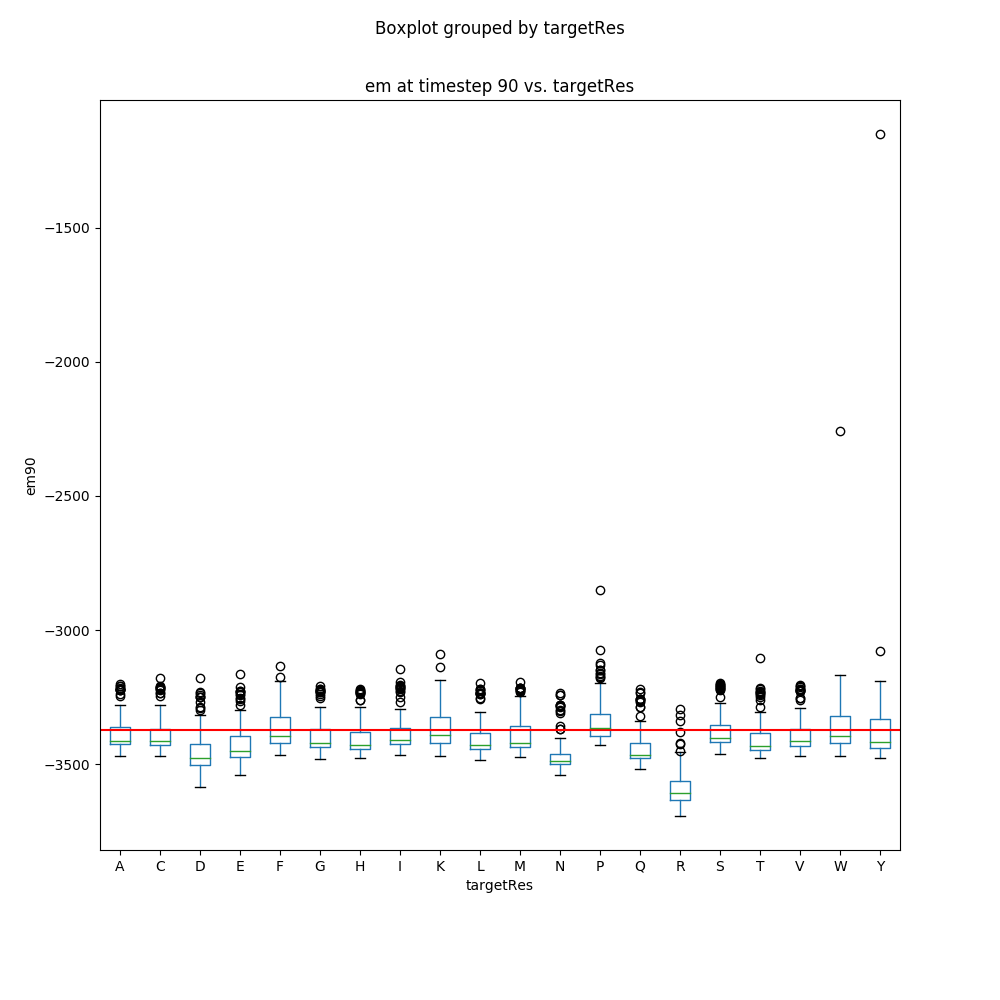 Boxplot grouped by targetRes
em at timestep 90 vs. targetRes
−1500
−2000
−2500
−3000
−3500
em90
A C D E F G H I K L M N P Q R S T V W Y
targetRes